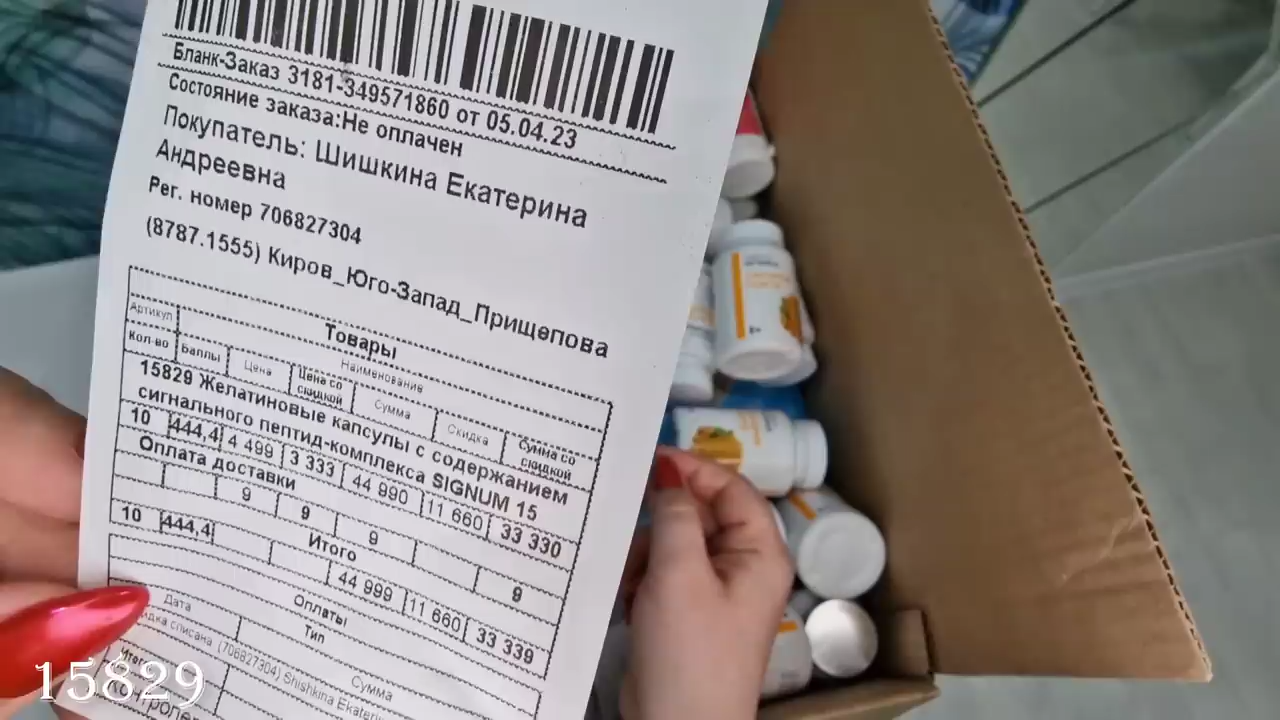 Бланк-Заказ 3181-349571860 от 05.04.23
Состояние заказа:Не оплачен
Покупатель: Шишкина Екатерина
Андреевна
Рег. номер 706827304
(8787.1555) Киров_Юго-Запад_Прищепова
Товары
Артикул Наименование
Кол-во Баллы Цена Цена со скидкой Сумма Скидка Сумма со скидкой
15829 Желатиновые капсулы с содержанием
сигнального пептид-комплекса SIGNUM 15
10 444,4 4 499 3 333 44 990 11 660 33 330
Оплата доставки
9 9 9 9
Итого
10 444,4 44 999 11 660 33 339
Оплаты
Дата Тип Сумма
списана (706827304) Shishkina
15829